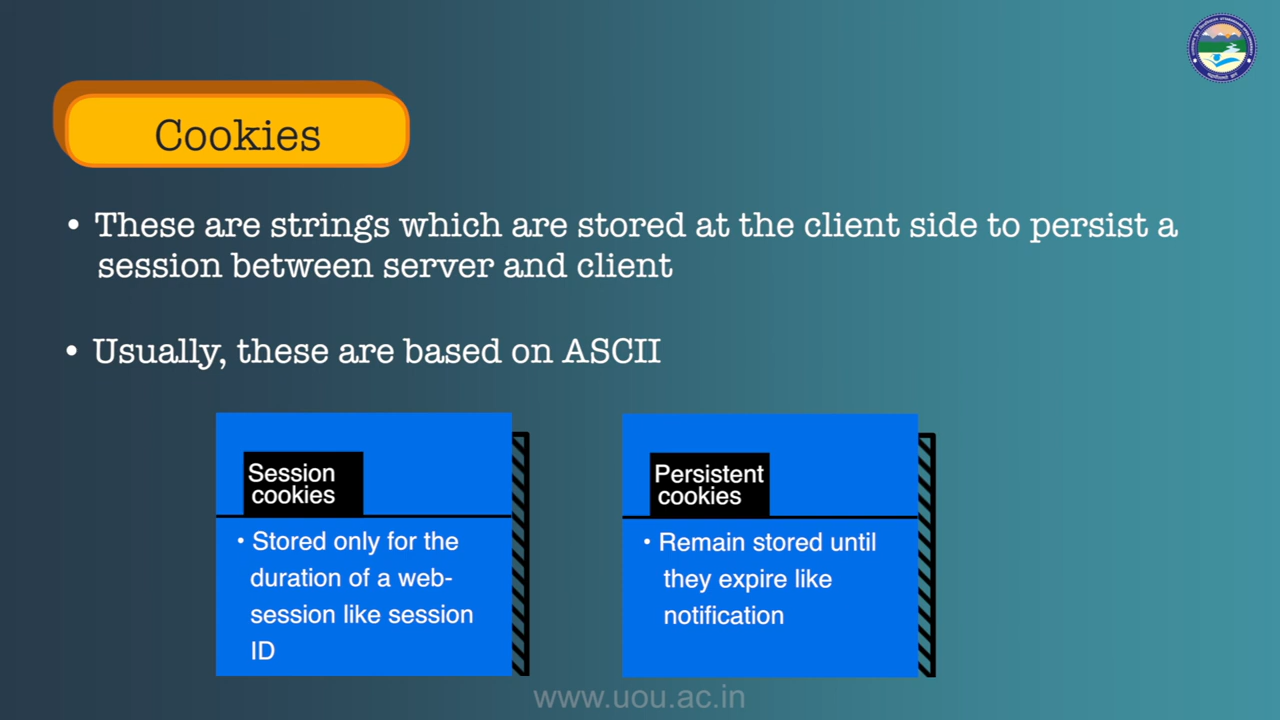 Cookies
• These are strings which are stored at the client side to persist a
session between server and client
• Usually, these are based on ASCII
Session
cookies
• Stored only for the
duration of a web-
session like session
ID
Persistent
cookies
• Remain stored until
they expire like
notification
www.uou.ac.in